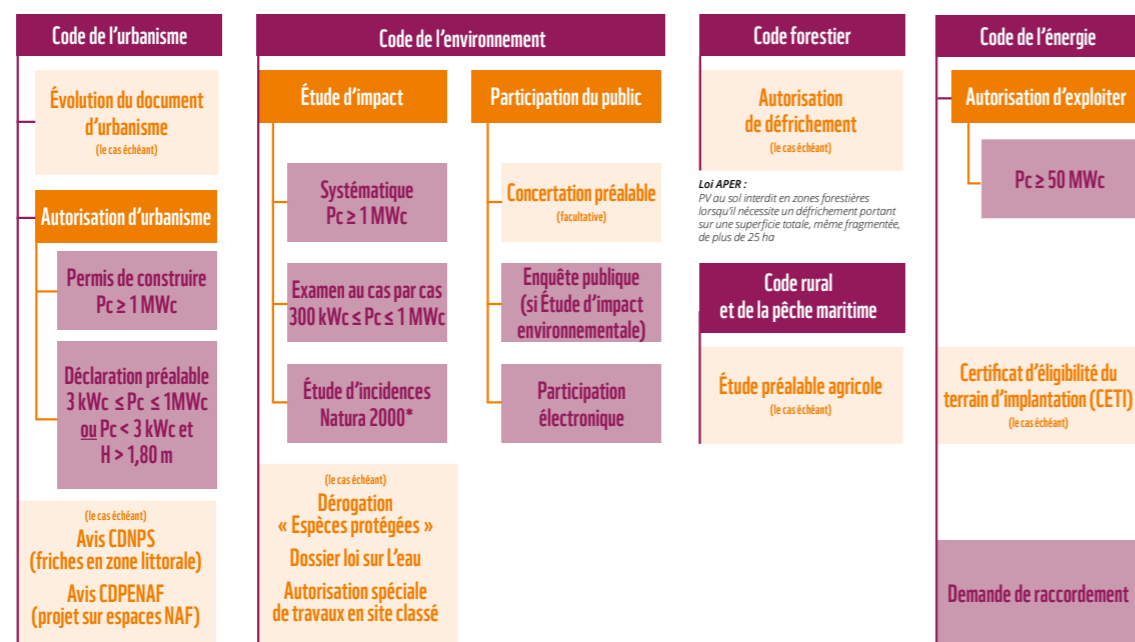 Code de l'urbanisme
Évolution du document
d'urbanisme
(le cas échéant)
Autorisation d'urbanisme
Permis de construire
Pc ≥ 1 MWc
Déclaration préalable
3 kWc ≤ Pc ≤ 1MWc
ou Pc < 3 kWc et
H > 1,80 m
(le cas échéant)
Avis CDNPS
(friches en zone littorale)
Avis CDPENAF
(projet sur espaces NAF)
Code de l'environnement
Étude d'impact
Systématique
Pc ≥ 1 MWc
Examen au cas par cas
300 kWc ≤ Pc ≤ 1 MWc
Étude d'incidences
Natura 2000*
(le cas échéant)
Dérogation
« Espèces protégées »
Dossier loi sur L'eau
Autorisation spéciale
de travaux en site classé
Participation du public
Concertation préalable
(facultative)
Enquête publique
(si Étude d'impact
environnementale)
Participation
électronique
Code forestier
Autorisation
de défrichement
(le cas échéant)
Loi APER :
PV au sol interdit en zones forestières
lorsqu'il nécessite un défrichement portant
sur une superficie totale, même fragmentée,
de plus de 25 ha
Code rural
et de la pêche maritime
Étude préalable agricole
(le cas échéant)
Code de l'énergie
Autorisation d'exploiter
Pc ≥ 50 MWc
Certificat d'éligibilité du
terrain d'implantation (CETI)
(le cas échéant)
Demande de raccordement